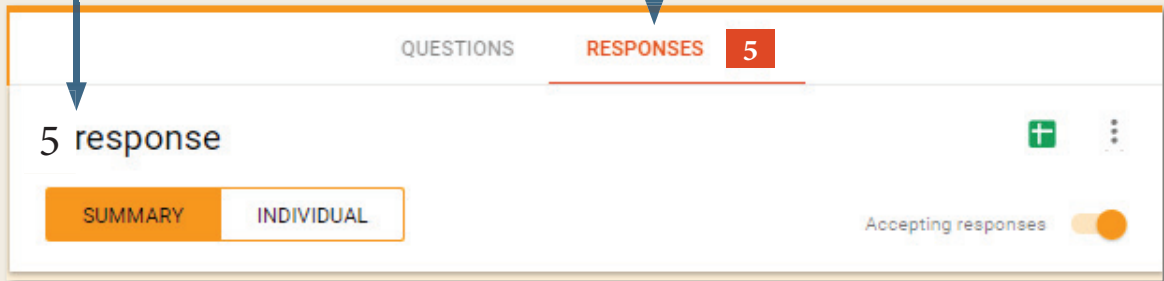 QUESTIONS RESPONSES 5
5 response
SUMMARY INDIVIDUAL
Accepting responses